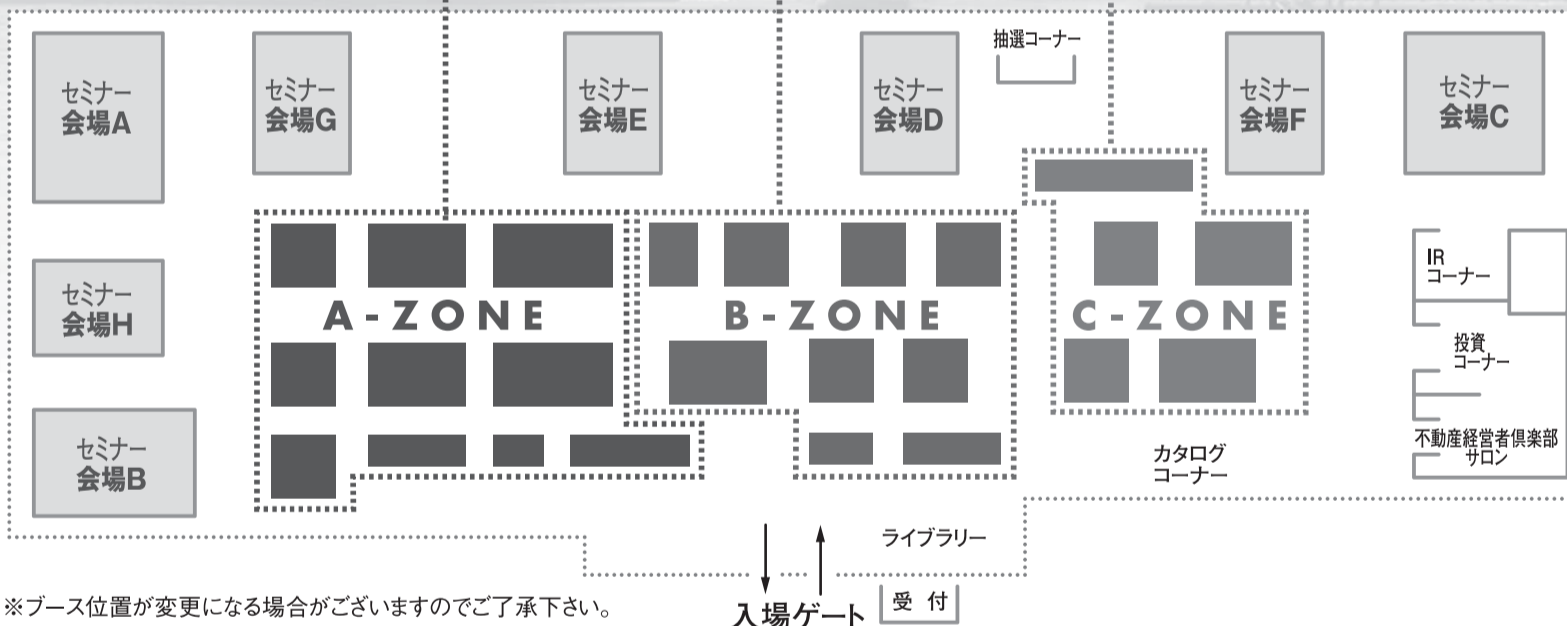 抽選コーナー
セミナー
会場A
セミナー
会場G
セミナー
会場E
セミナー
会場D
セミナー
会場F
セミナー
会場C
セミナー
会場H
セミナー
会場B
A-ZONE
B-ZONE
C-ZONE
IR
コーナー
投資
コーナー
不動産経営者倶楽部
サロン
カタログ
コーナー
ライブラリー
入場ゲート
受 付
※ブース位置が変更になる場合がございますのでご了承下さい。